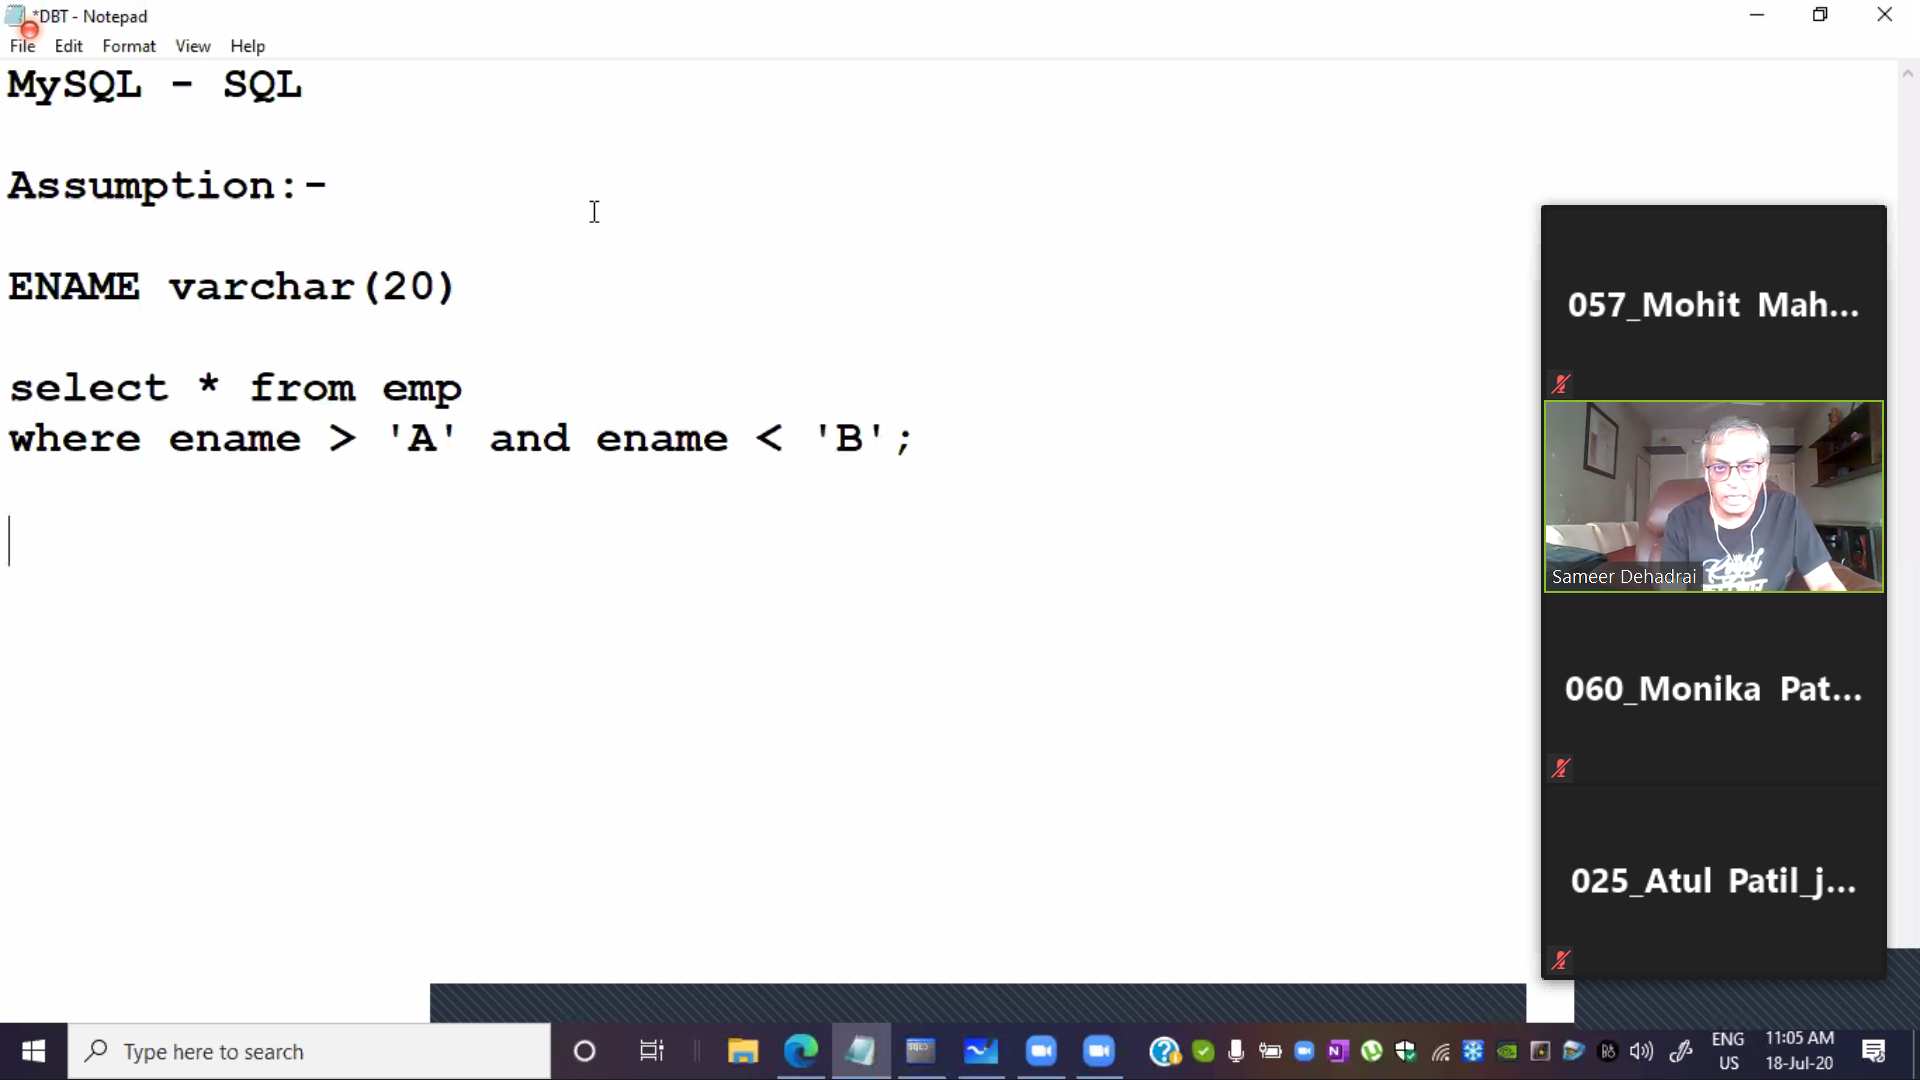 *DBT - Notepad
File Edit Format View Help
MySQL - SQL
Assumption:-
ENAME varchar(20)
select * from emp
where ename > 'A' and ename < 'B';
057_Mohit Mah...
Sameer Dehadrai
060_Monika Pat...
025_Atul Patil_j...
Type here to search
ENG
US
11:05 AM
18-Jul-20